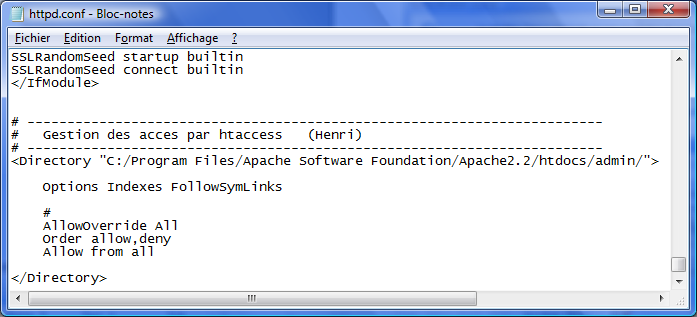 httpd.conf - Bloc-notes
Fichier Edition Format Affichage ?
SSLRandomSeed startup builtin
SSLRandomSeed connect builtin
</IfModule>
# -----------------------------------------------------------------------
#   Gestion des acces par htaccess   (Henri)
# -----------------------------------------------------------------------
<Directory "C:/Program Files/Apache Software Foundation/Apache2.2/htdocs/admin/">
    Options Indexes FollowSymLinks
    #
    AllowOverride All
    Order allow,deny
    Allow from all
</Directory>